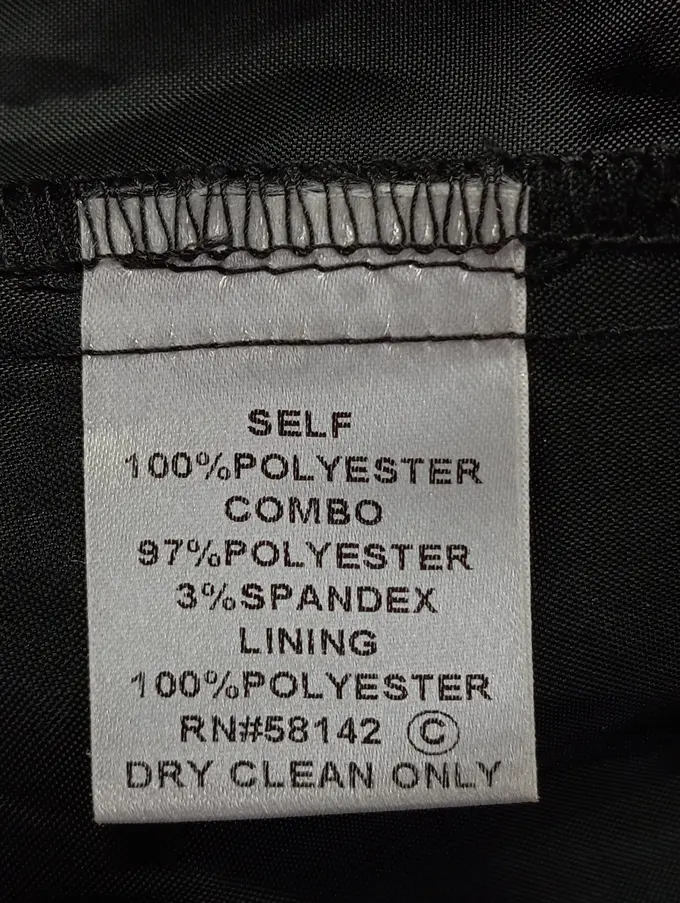 SELF
100%POLYESTER
COMBO
97%POLYESTER
3%SPANDEX
LINING
100%POLYESTER
RN#58142 ©
DRY CLEAN ONLY